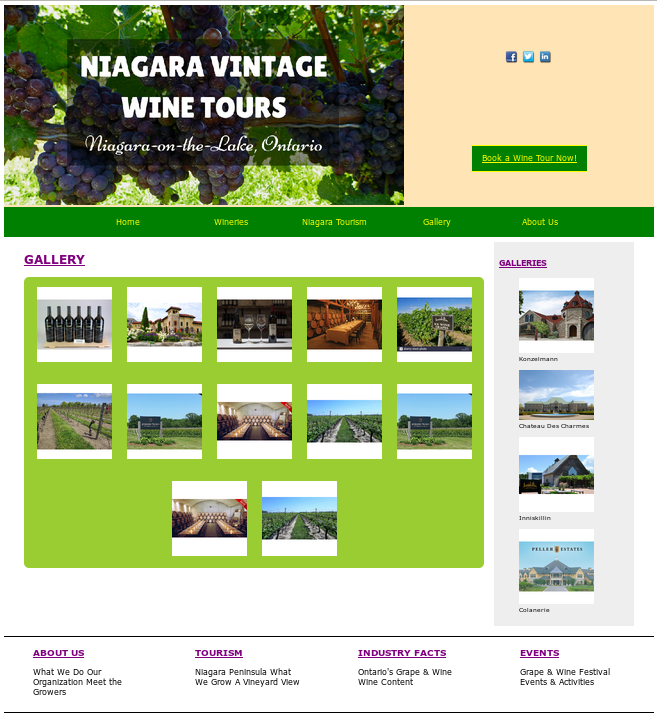 NIAGARA VINTAGE
WINE TOURS
Niagara-on-the-Lake, Ontario
Book a Wine Tour Now!
Home Wineries Niagara Tourism Gallery About Us
GALLERY
GALLERIES
Konzelmann
Chateau Des Charmes
Inniskillin
PELLER ESTATES
Colanerie
ABOUT US
What We Do Our
Organization Meet the
Growers
TOURISM
Niagara Peninsula What
We Grow A Vineyard View
INDUSTRY FACTS
Ontario's Grape & Wine
Wine Content
EVENTS
Grape & Wine Festival
Events & Activities